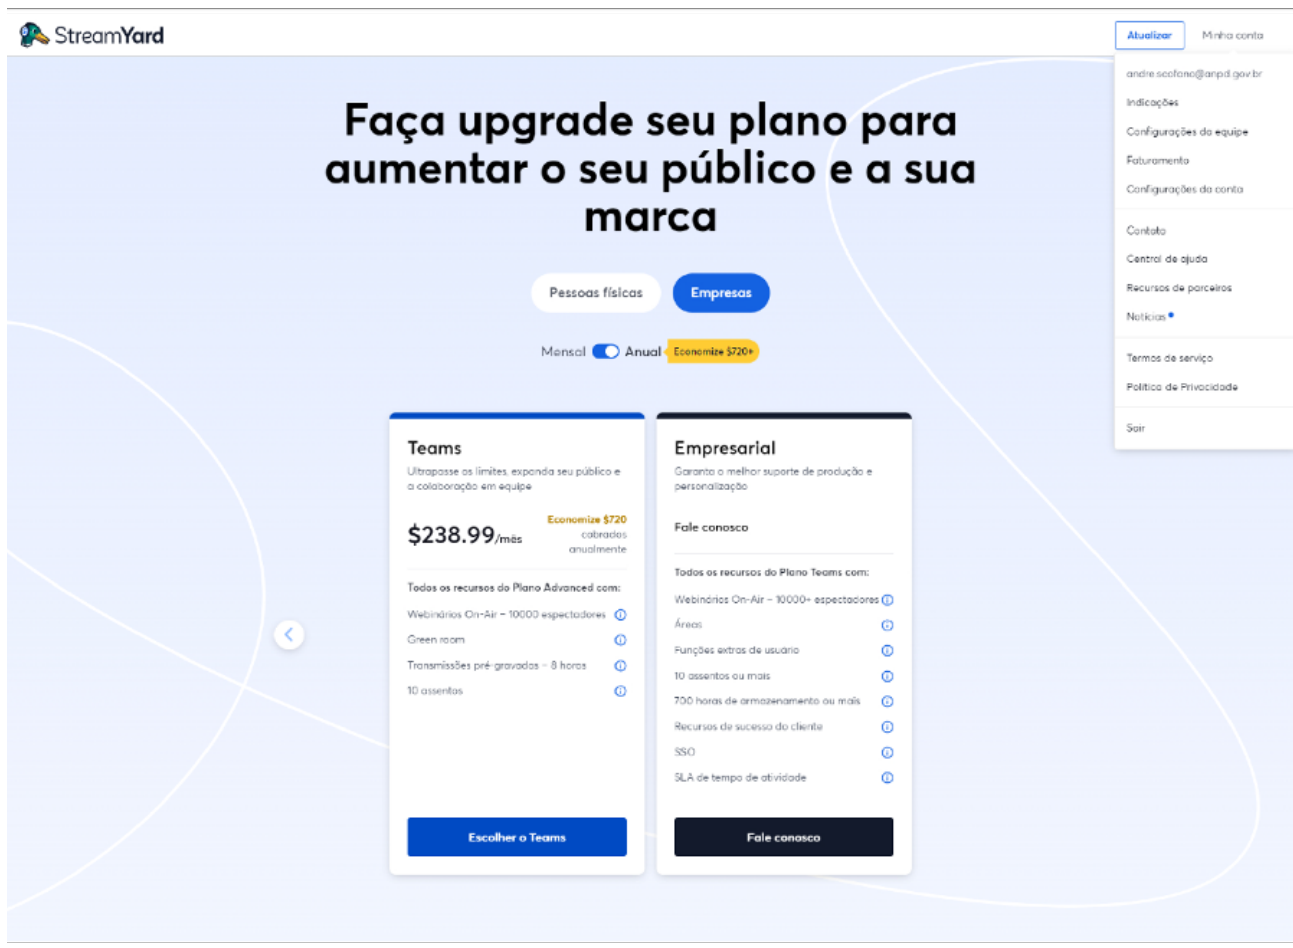 StreamYard
Atualizar
Minha conta
andre.scofano@anpd.gov.br
Indicações
Configurações da equipe
Faturamento
Configurações da conta
Contato
Central de ajuda
Recursos de parceiros
Notícias
Termos de serviço
Política de Privacidade
Sair
Faça upgrade seu plano para
aumentar o seu público e a sua
marca
Pessoas físicas
Empresas
Mensal
Anual
Economize $720+
Teams
Ultrapasse os limites, expanda seu público e
a colaboração em equipe
$238.99/mês
Economize $720
cobrados
anualmente
Todos os recursos do Plano Advanced com:
Webinários On-Air – 10000 espectadores
Green room
Transmissões pré-gravadas – 8 horas
10 assentos
Escolher o Teams
Empresarial
Garanta o melhor suporte de produção e
personalização
Fale conosco
Todos os recursos do Plano Teams com:
Webinários On-Air – 10000+ espectadores
Áreas
Funções extras de usuário
10 assentos ou mais
700 horas de armazenamento ou mais
Recursos de sucesso do cliente
SSO
SLA de tempo de atividade
Fale conosco